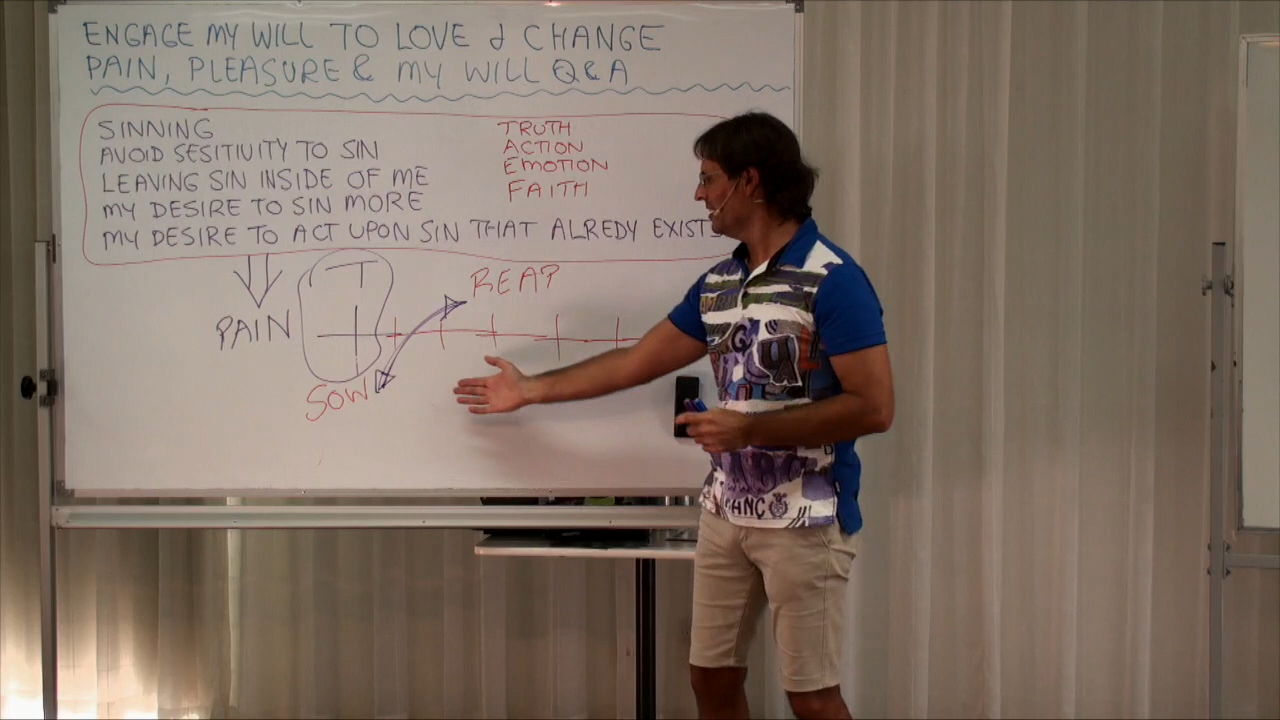 ENGAGE MY WILL TO LOVE & CHANGE
PAIN, PLEASURE & MY WILL Q&A
SINNING
AVOID SESITIVITY TO SIN
LEAVING SIN INSIDE OF ME
MY DESIRE TO SIN MORE
MY DESIRE TO ACT UPON SIN THAT ALREDY EXISTS
TRUTH
ACTION
EMOTION
FAITH
PAIN
T
REAP
SOW